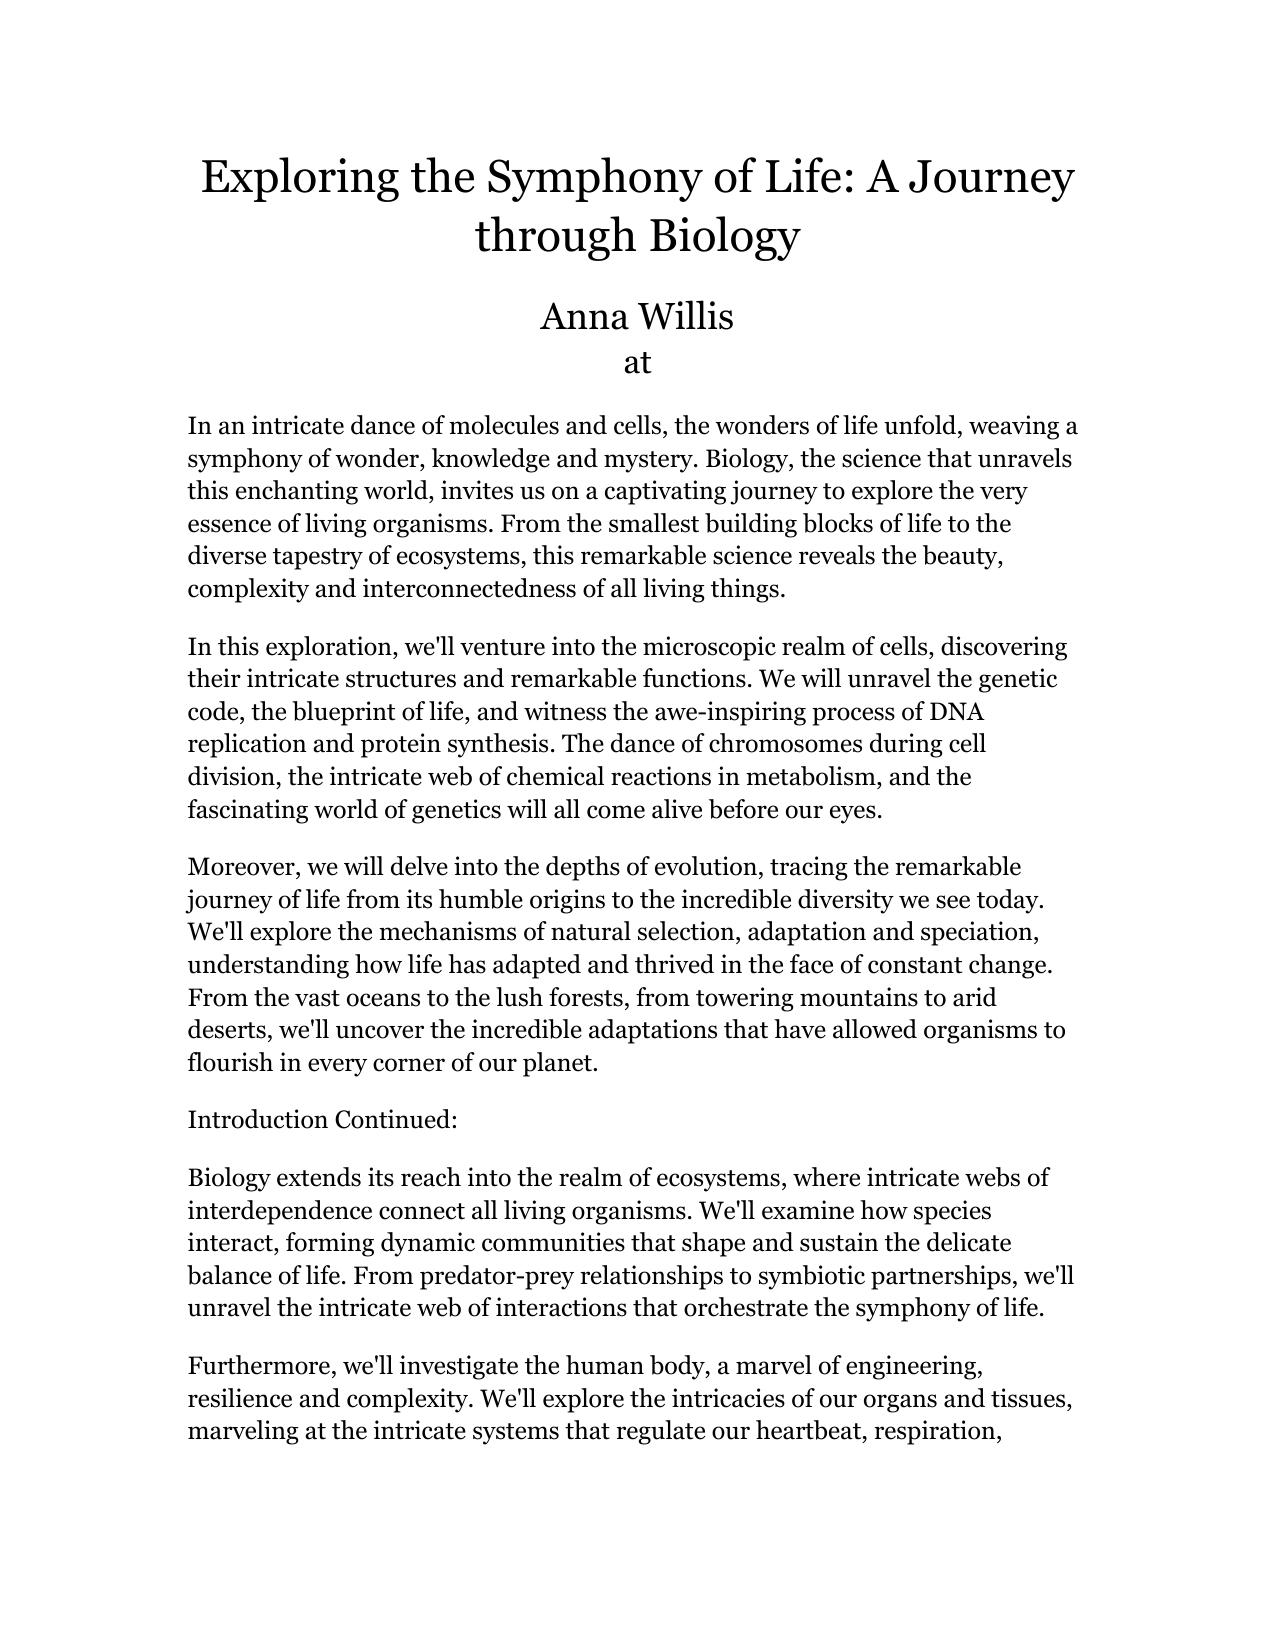 Exploring the Symphony of Life: A Journey
through Biology
Anna Willis
at
In an intricate dance of molecules and cells, the wonders of life unfold, weaving a
symphony of wonder, knowledge and mystery. Biology, the science that unravels
this enchanting world, invites us on a captivating journey to explore the very
essence of living organisms. From the smallest building blocks of life to the
diverse tapestry of ecosystems, this remarkable science reveals the beauty,
complexity and interconnectedness of all living things.
In this exploration, we'll venture into the microscopic realm of cells, discovering
their intricate structures and remarkable functions. We will unravel the genetic
code, the blueprint of life, and witness the awe-inspiring process of DNA
replication and protein synthesis. The dance of chromosomes during cell
division, the intricate web of chemical reactions in metabolism, and the
fascinating world of genetics will all come alive before our eyes.
Moreover, we will delve into the depths of evolution, tracing the remarkable
journey of life from its humble origins to the incredible diversity we see today.
We'll explore the mechanisms of natural selection, adaptation and speciation,
understanding how life has adapted and thrived in the face of constant change.
From the vast oceans to the lush forests, from towering mountains to arid
deserts, we'll uncover the incredible adaptations that have allowed organisms to
flourish in every corner of our planet.
Introduction Continued:
Biology extends its reach into the realm of ecosystems, where intricate webs of
interdependence connect all living organisms. We'll examine how species
interact, forming dynamic communities that shape and sustain the delicate
balance of life. From predator-prey relationships to symbiotic partnerships, we'll
unravel the intricate web of interactions that orchestrate the symphony of life.
Furthermore, we'll investigate the human body, a marvel of engineering,
resilience and complexity. We'll explore the intricacies of our organs and tissues,
marveling at the intricate systems that regulate our heartbeat, respiration,